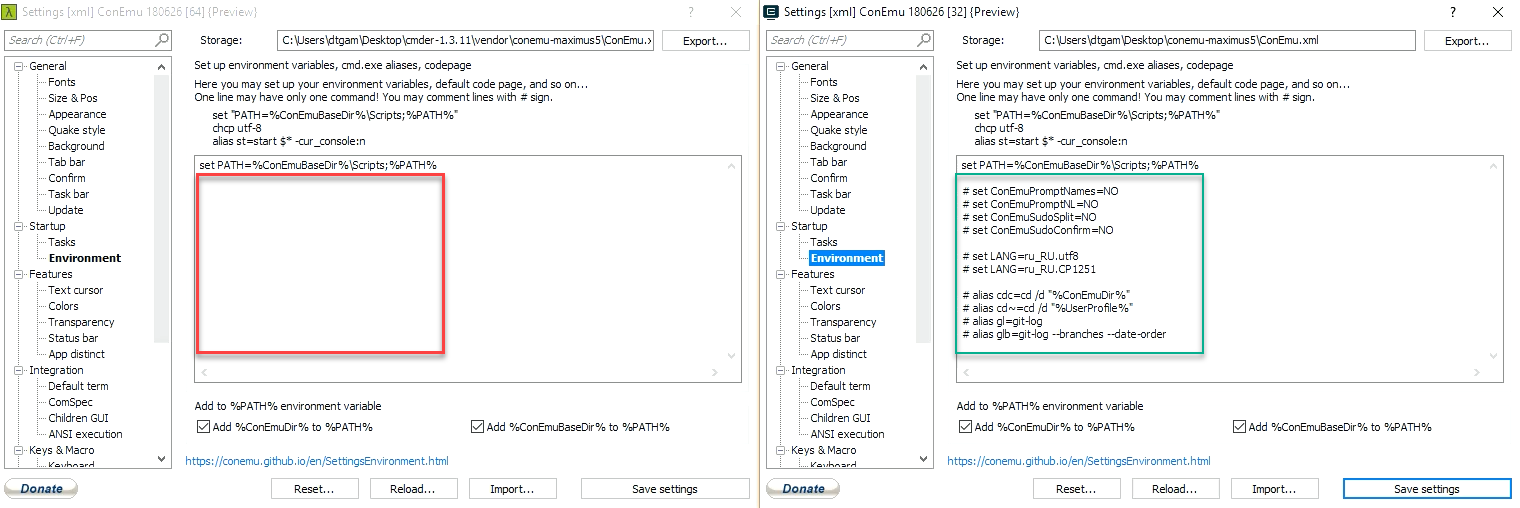 Settings [xml] ConEmu 180626 [64] {Preview}
Search (Ctrl+F)
Storage:
C:\Users\dtgam\Desktop\cmder-1.3.11\vendor\conemu-maximus5\ConEmu.x
Export...
General
Fonts
Size & Pos
Appearance
Quake style
Background
Tab bar
Confirm
Task bar
Update
Startup
Tasks
Environment
Features
Text cursor
Colors
Transparency
Status bar
App distinct
Integration
Default term
ComSpec
Children GUI
ANSI execution
Keys & Macro
Keyboard
Set up environment variables, cmd.exe aliases, codepage
Here you may set up your environment variables, default code page, and so on...
One line may have only one command! You may comment lines with # sign.
set "PATH=%ConEmuBaseDir%\Scripts;%PATH%"
chcp utf-8
alias st=start $* -cur_console:n
set PATH=%ConEmuBaseDir%\Scripts;%PATH%
Add to %PATH% environment variable
Add %ConEmuDir% to %PATH%
Add %ConEmuBaseDir% to %PATH%
https://conemu.github.io/en/SettingsEnvironment.html
Donate
Reset...
Reload...
Import...
Save settings
Settings [xml] ConEmu 180626 [32] {Preview}
Search (Ctrl+F)
Storage:
C:\Users\dtgam\Desktop\conemu-maximus5\ConEmu.xml
Export...
General
Fonts
Size & Pos
Appearance
Quake style
Background
Tab bar
Confirm
Task bar
Update
Startup
Tasks
Environment
Features
Text cursor
Colors
Transparency
Status bar
App distinct
Integration
Default term
ComSpec
Children GUI
ANSI execution
Keys & Macro
Keyboard
Set up environment variables, cmd.exe aliases, codepage
Here you may set up your environment variables, default code page, and so on...
One line may have only one command! You may comment lines with # sign.
set "PATH=%ConEmuBaseDir%\Scripts;%PATH%"
chcp utf-8
alias st=start $* -cur_console:n
set PATH=%ConEmuBaseDir%\Scripts;%PATH%
# set ConEmuPromptNames=NO
# set ConEmuPromptNL=NO
# set ConEmuSudoSplit=NO
# set ConEmuSudoConfirm=NO
# set LANG=ru_RU.utf8
# set LANG=ru_RU.CP1251
# alias cdc=cd /d "%ConEmuDir%"
# alias cd~=cd /d "%UserProfile%"
# alias gl=git-log
# alias glb=git-log --branches --date-order
Add to %PATH% environment variable
Add %ConEmuDir% to %PATH%
Add %ConEmuBaseDir% to %PATH%
https://conemu.github.io/en/SettingsEnvironment.html
Donate
Reset...
Reload...
Import...
Save settings